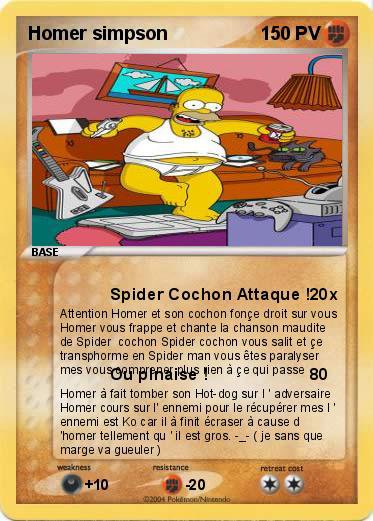 Homer simpson 150 PV
BASE
Spider Cochon Attaque ! 20x
Attention Homer et son cochon fonçe droit sur vous
Homer vous frappe et chante la chanson maudite
de Spider cochon Spider cochon vous salit et çe
transphorme en Spider man vous êtes paralyser
mes vous comprener plus rien à çe qui passe
Ou pinaise ! 80
Homer à fait tomber son Hot-dog sur l ' adversaire
Homer cours sur l' ennemi pour le récupérer mes l '
ennemi est Ko car il à finit écraser à cause d
'homer tellement qu ' il est gros. -_- ( je sans que
marge va gueuler )
weakness resistance retreat cost
+10 -20
©2004 Pokémon/Nintendo